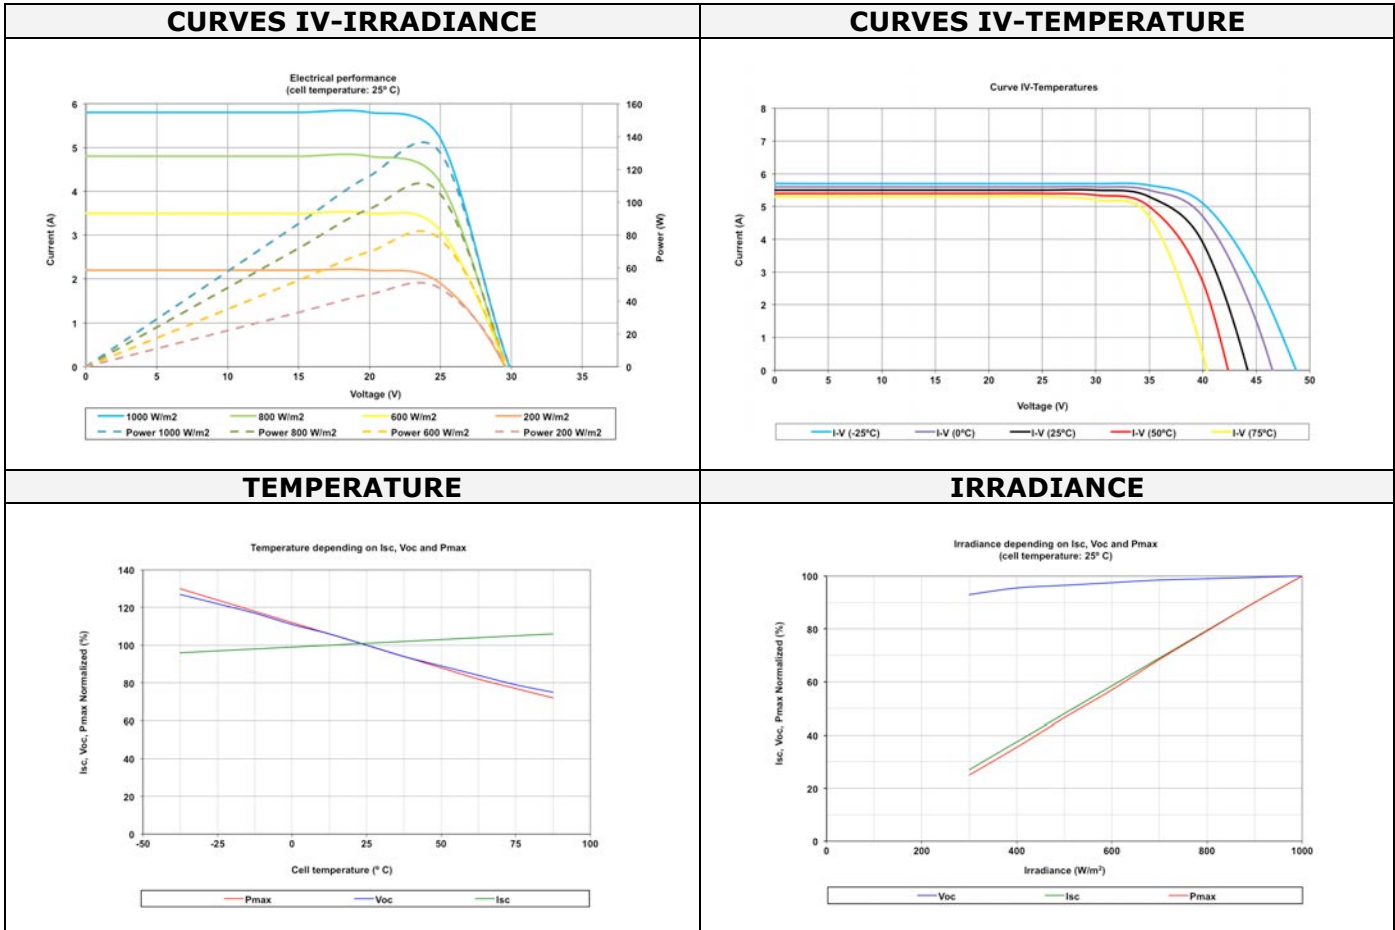 CURVES IV-IRRADIANCE
CURVES IV-TEMPERATURE
Electrical performance
(cell temperature: 25º C)
6
5
4
3
2
1
0
Current (A)
160
140
120
100
80
60
40
20
0
Power (W)
0 5 10 15 20 25 30 35
Voltage (V)
1000 W/m2 800 W/m2 600 W/m2 200 W/m2
Power 1000 W/m2 Power 800 W/m2 Power 600 W/m2 Power 200 W/m2
Curve IV-Temperatures
8
7
6
5
4
3
2
1
0
Current (A)
0 5 10 15 20 25 30 35 40 45 50
Voltage (V)
I-V (-25ºC) I-V (0ºC) I-V (25ºC) I-V (50ºC) I-V (75ºC)
TEMPERATURE
IRRADIANCE
Temperature depending on Isc, Voc and Pmax
140
120
100
80
60
40
20
0
Isc, Voc, Pmax Normalized (%)
-50 -25 0 25 50 75 100
Cell temperature (º C)
Pmax Voc Isc
Irradiance depending on Isc, Voc and Pmax
(cell temperature: 25º C)
100
80
60
40
20
0
Isc, Voc, Pmax Normalized (%)
0 200 400 600 800 1000
Irradiance (W/m²)
Voc Isc Pmax